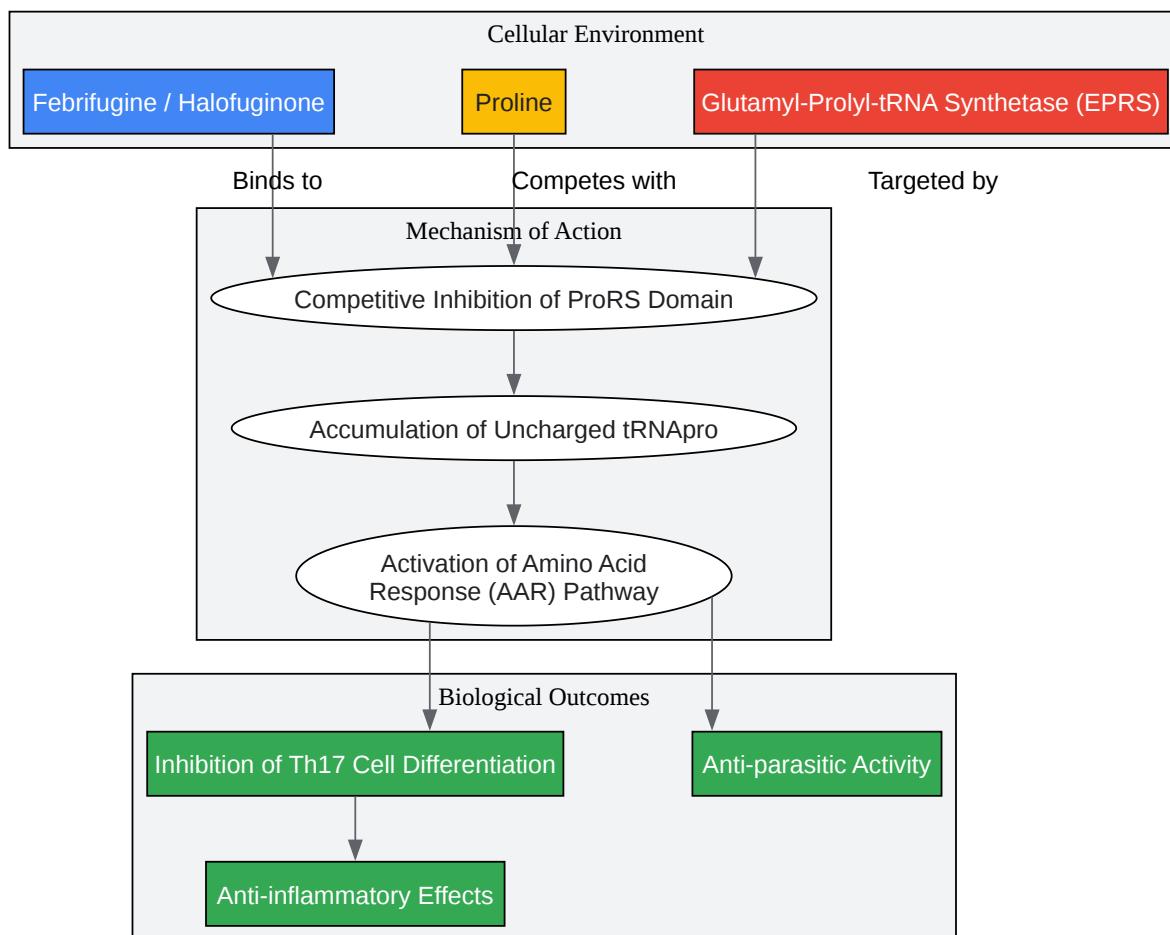 Cellular Environment
Febrifugine / Halofuginone
Proline
Glutamyl-Prolyl-tRNA Synthetase (EPRS)
Binds to
Competes with
Targeted by
Mechanism of Action
Competitive Inhibition of ProRS Domain
Accumulation of Uncharged tRNApro
Activation of Amino Acid
Response (AAR) Pathway
Biological Outcomes
Inhibition of Th17 Cell Differentiation
Anti-parasitic Activity
Anti-inflammatory Effects